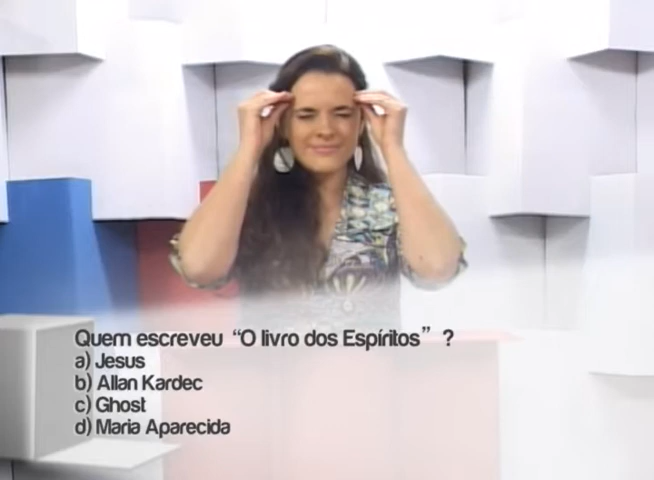 Quem escreveu “O livro dos Espíritos” ?
a) Jesus
b) Allan Kardec
c) Ghost
d) Maria Aparecida